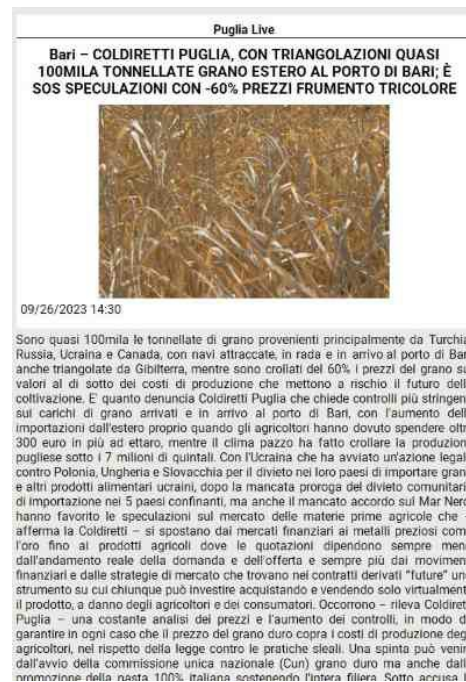 Puglia Live
Bari – COLDIRETTI PUGLIA, CON TRIANGOLAZIONI QUASI
100MILA TONNELLATE GRANO ESTERO AL PORTO DI BARI; È
SOS SPECULAZIONI CON -60% PREZZI FRUMENTO TRICOLORE
09/26/2023 14:30
Sono quasi 100mila le tonnellate di grano provenienti principalmente da Turchia
Russia, Ucraina e Canada, con navi attraccate, in rada e in arrivo al porto di Bar
anche triangolate da Gibilterra, mentre sono crollati del 60% i prezzi del grano su
valori al di sotto dei costi di produzione che mettono a rischio il futuro dell
coltivazione. E' quanto denuncia Coldiretti Puglia che chiede controlli più stringen
sui carichi di grano arrivati e in arrivo al porto di Bari, con l'aumento dell
importazioni dall'estero proprio quando gli agricoltori hanno dovuto spendere oltr
300 euro in più ad ettaro, mentre il clima pazzo ha fatto crollare la produzion
pugliese sotto i 7 milioni di quintali. Con l'Ucraina che ha avviato un'azione legal
contro Polonia, Ungheria e Slovacchia per il divieto nei loro paesi di importare gran
e altri prodotti alimentari ucraini, dopo la mancata proroga del divieto comunitari
di importazione nei 5 paesi confinanti, ma anche il mancato accordo sul Mar Nero
hanno favorito le speculazioni sul mercato delle materie prime agricole che –
afferma la Coldiretti – si spostano dai mercati finanziari ai metalli preziosi com
l'oro fino ai prodotti agricoli dove le quotazioni dipendono sempre men
dall'andamento reale della domanda e dell'offerta e sempre più dai movimen
finanziari e dalle strategie di mercato che trovano nei contratti derivati "future" un
strumento su cui chiunque può investire acquistando e vendendo solo virtualment
il prodotto, a danno degli agricoltori e dei consumatori. Occorrono – rileva Coldiret
Puglia – una costante analisi dei prezzi e l'aumento dei controlli, in modo d
garantire in ogni caso che il prezzo del grano duro copra i costi di produzione deg
agricoltori, nel rispetto della legge contro le pratiche sleali. Una spinta può venir
dall'avvio della commissione unica nazionale (Cun) grano duro ma anche dall
promozione della pasta 100% italiana sostenendo l'intera filiera. Sotto accusa l